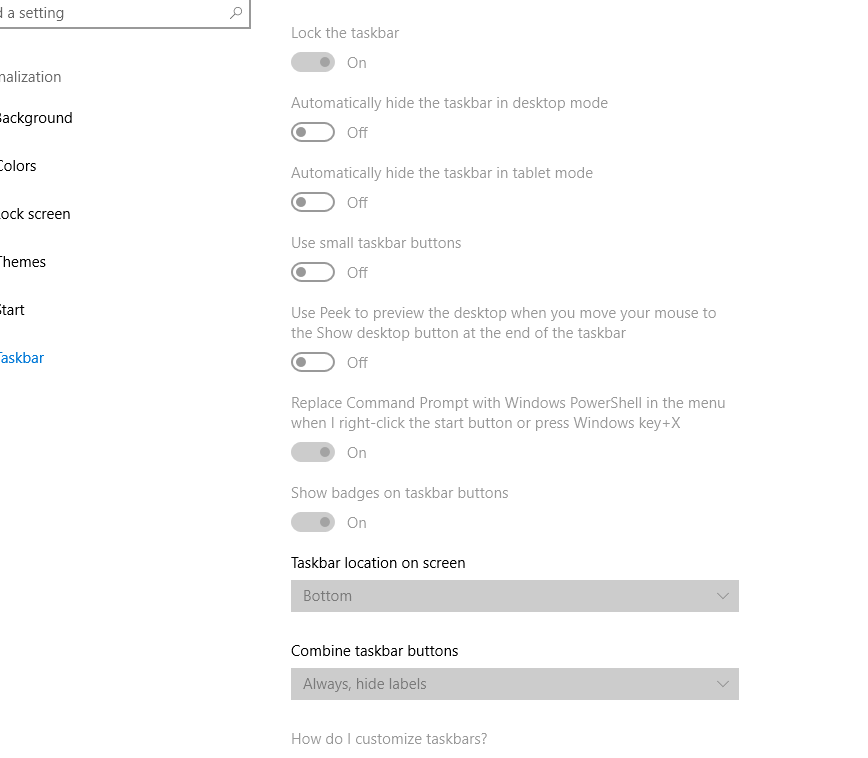 d a setting
nalization
Background
Colors
Lock screen
Themes
Start
Taskbar
Lock the taskbar
On
Automatically hide the taskbar in desktop mode
Off
Automatically hide the taskbar in tablet mode
Off
Use small taskbar buttons
Off
Use Peek to preview the desktop when you move your mouse to
the Show desktop button at the end of the taskbar
Off
Replace Command Prompt with Windows PowerShell in the menu
when I right-click the start button or press Windows key+X
On
Show badges on taskbar buttons
On
Taskbar location on screen
Bottom
Combine taskbar buttons
Always, hide labels
How do I customize taskbars?